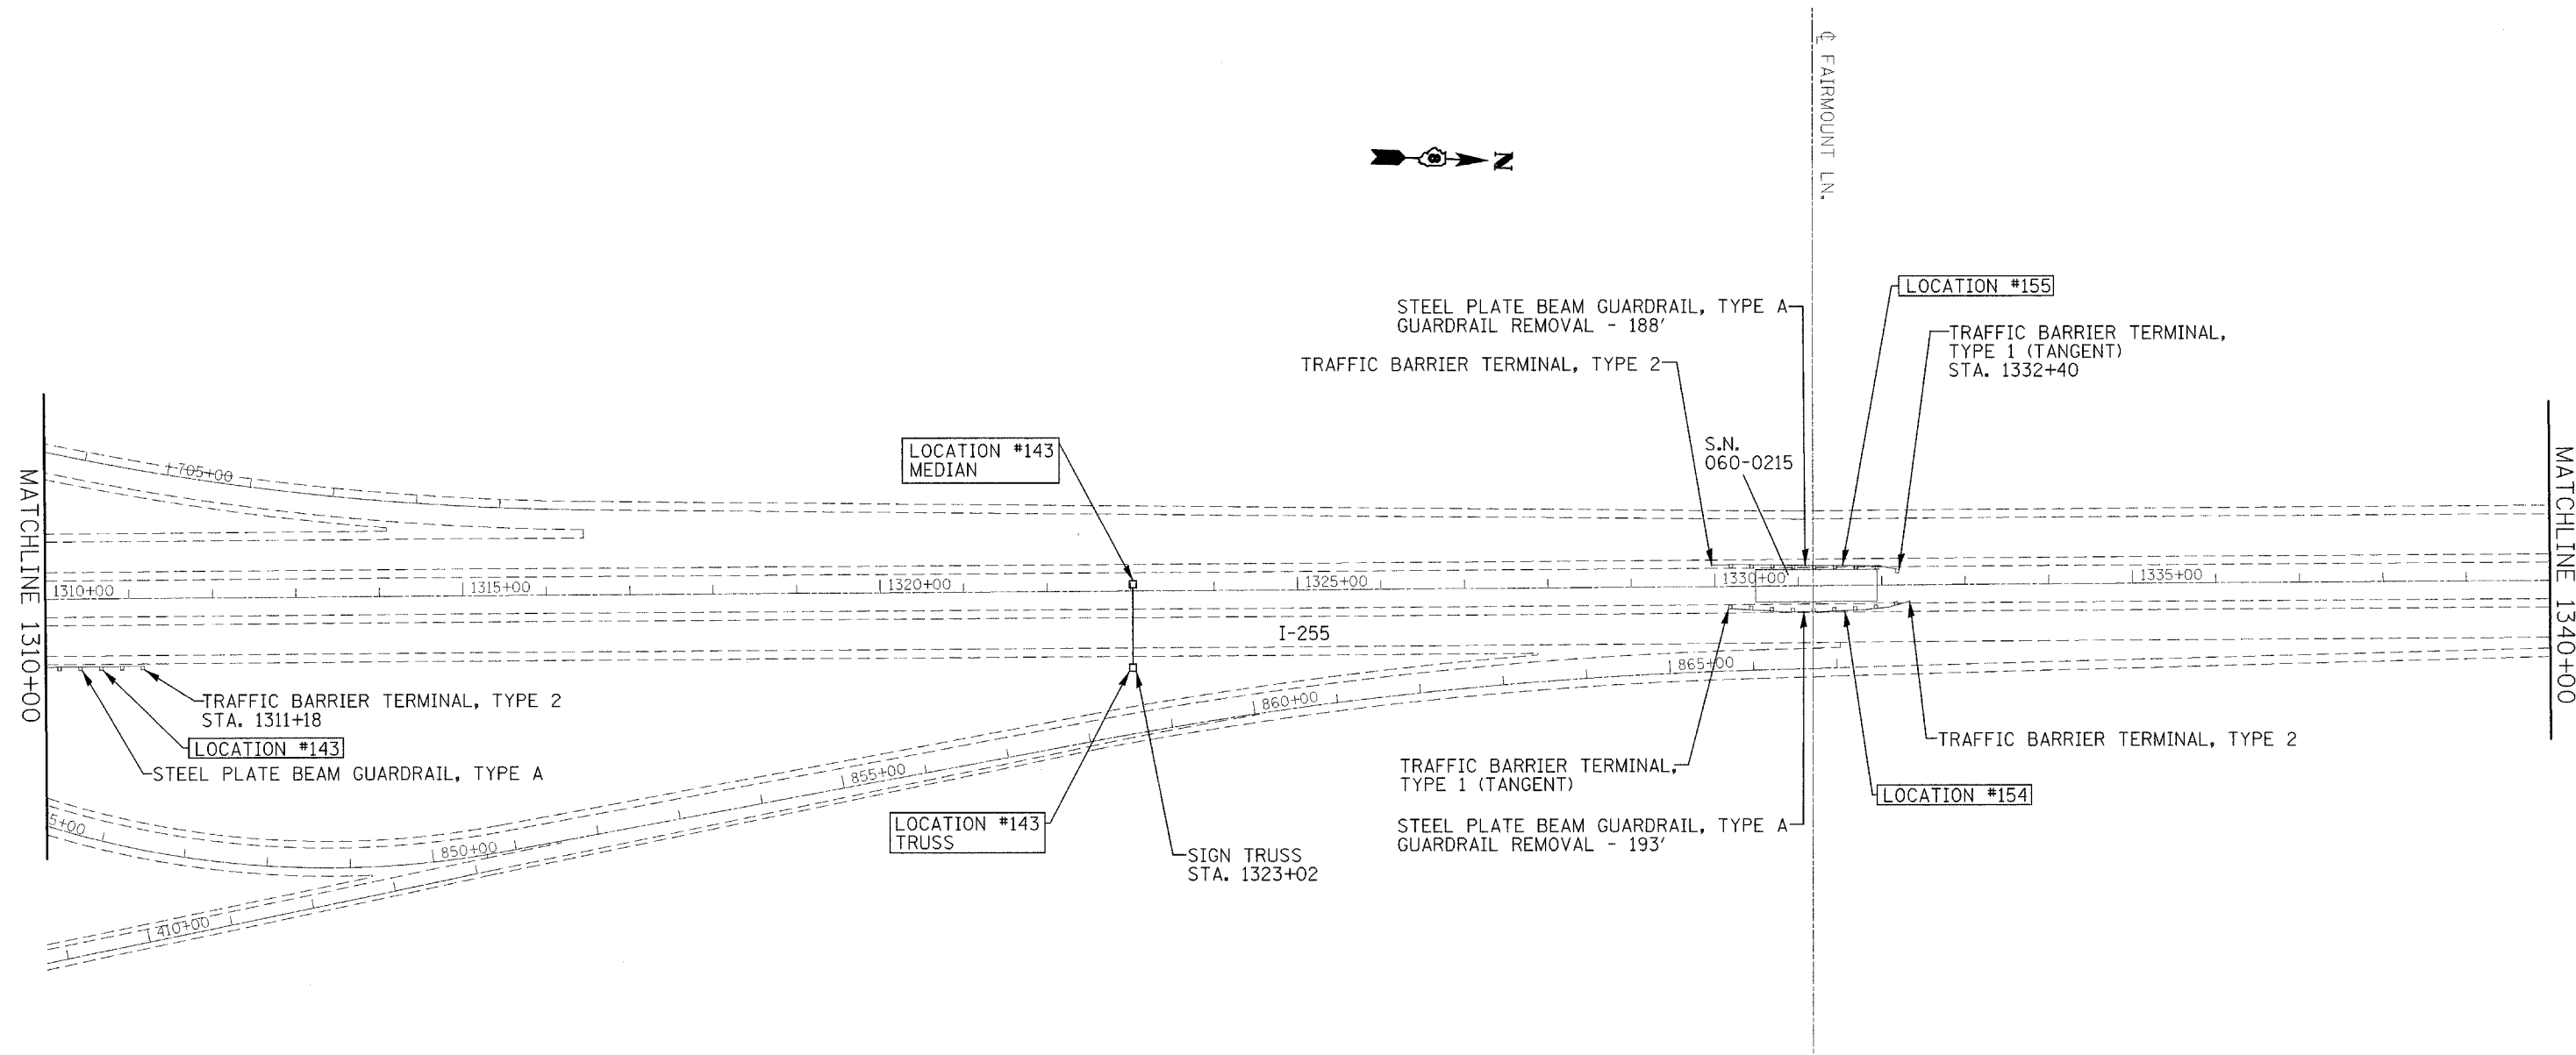 ℄ FAIRMOUNT LN.
N
LOCATION #155
STEEL PLATE BEAM GUARDRAIL, TYPE A
GUARDRAIL REMOVAL - 188'
TRAFFIC BARRIER TERMINAL, TYPE 2
TRAFFIC BARRIER TERMINAL,
TYPE 1 (TANGENT)
STA. 1332+40
S.N.
060-0215
LOCATION #143
MEDIAN
MATCHLINE 1310+00
MATCHLINE 1340+00
705+00
1310+00
1315+00
1320+00
1325+00
1330+00
1335+00
I-255
865+00
860+00
855+00
850+00
5+00
410+00
TRAFFIC BARRIER TERMINAL, TYPE 2
STA. 1311+18
LOCATION #143
STEEL PLATE BEAM GUARDRAIL, TYPE A
LOCATION #143
TRUSS
SIGN TRUSS
STA. 1323+02
TRAFFIC BARRIER TERMINAL,
TYPE 1 (TANGENT)
STEEL PLATE BEAM GUARDRAIL, TYPE A
GUARDRAIL REMOVAL - 193'
TRAFFIC BARRIER TERMINAL, TYPE 2
LOCATION #154